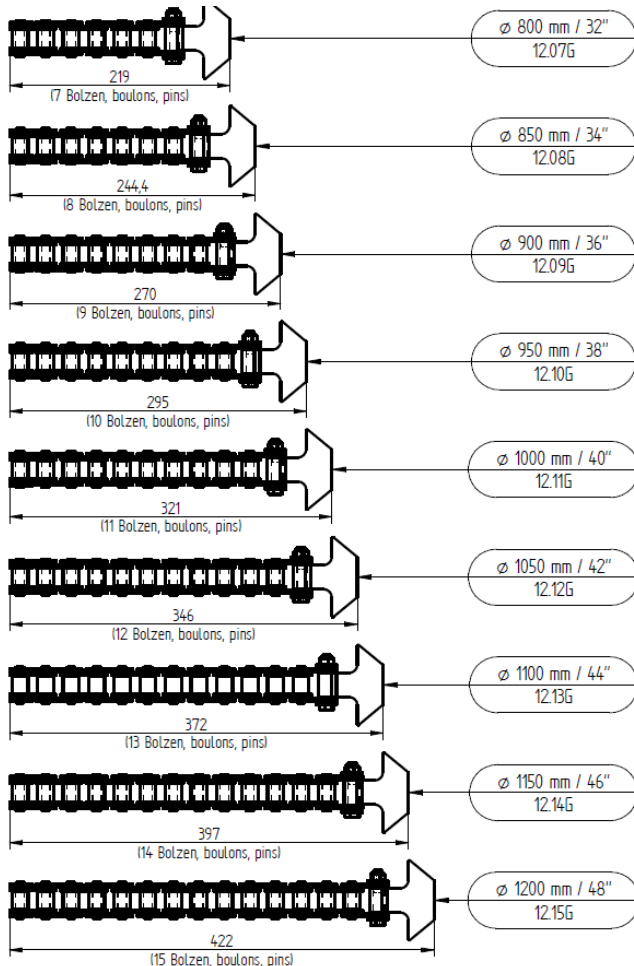 ø 800 mm / 32"
12.07G
219
(7 Bolzen, boulons, pins)
ø 850 mm / 34"
12.08G
244,4
(8 Bolzen, boulons, pins)
ø 900 mm / 36"
12.09G
270
(9 Bolzen, boulons, pins)
ø 950 mm / 38"
12.10G
295
(10 Bolzen, boulons, pins)
ø 1000 mm / 40"
12.11G
321
(11 Bolzen, boulons, pins)
ø 1050 mm / 42"
12.12G
346
(12 Bolzen, boulons, pins)
ø 1100 mm / 44"
12.13G
372
(13 Bolzen, boulons, pins)
ø 1150 mm / 46"
12.14G
397
(14 Bolzen, boulons, pins)
ø 1200 mm / 48"
12.15G
422
(15 Bolzen, boulons, pins)